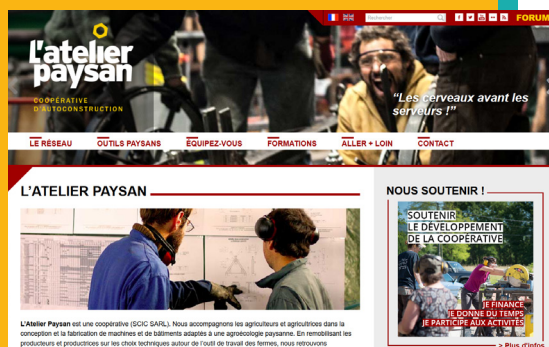 Rechercher
FORUM
L'atelier
paysan
COOPÉRATIVE
D'AUTOCONSTRUCTION
"Les cerveaux avant les
serveurs !"
LE RÉSEAU OUTILS PAYSANS ÉQUIPEZ-VOUS FORMATIONS ALLER + LOIN CONTACT
L'ATELIER PAYSAN
L'Atelier Paysan est une coopérative (SCIC SARL). Nous accompagnons les agriculteurs et agricultrices dans la
conception et la fabrication de machines et de bâtiments adaptés à une agroécologie paysanne. En remobilisant les
producteurs et productrices sur les choix techniques autour de l'outil de travail des fermes, nous retrouvons
NOUS SOUTENIR !
SOUTENIR
LE DÉVELOPPEMENT
DE LA COOPÉRATIVE
JE FINANCE
JE DONNE DU TEMPS
JE PARTICIPE AUX ACTIVITÉS
> Plus d'infos